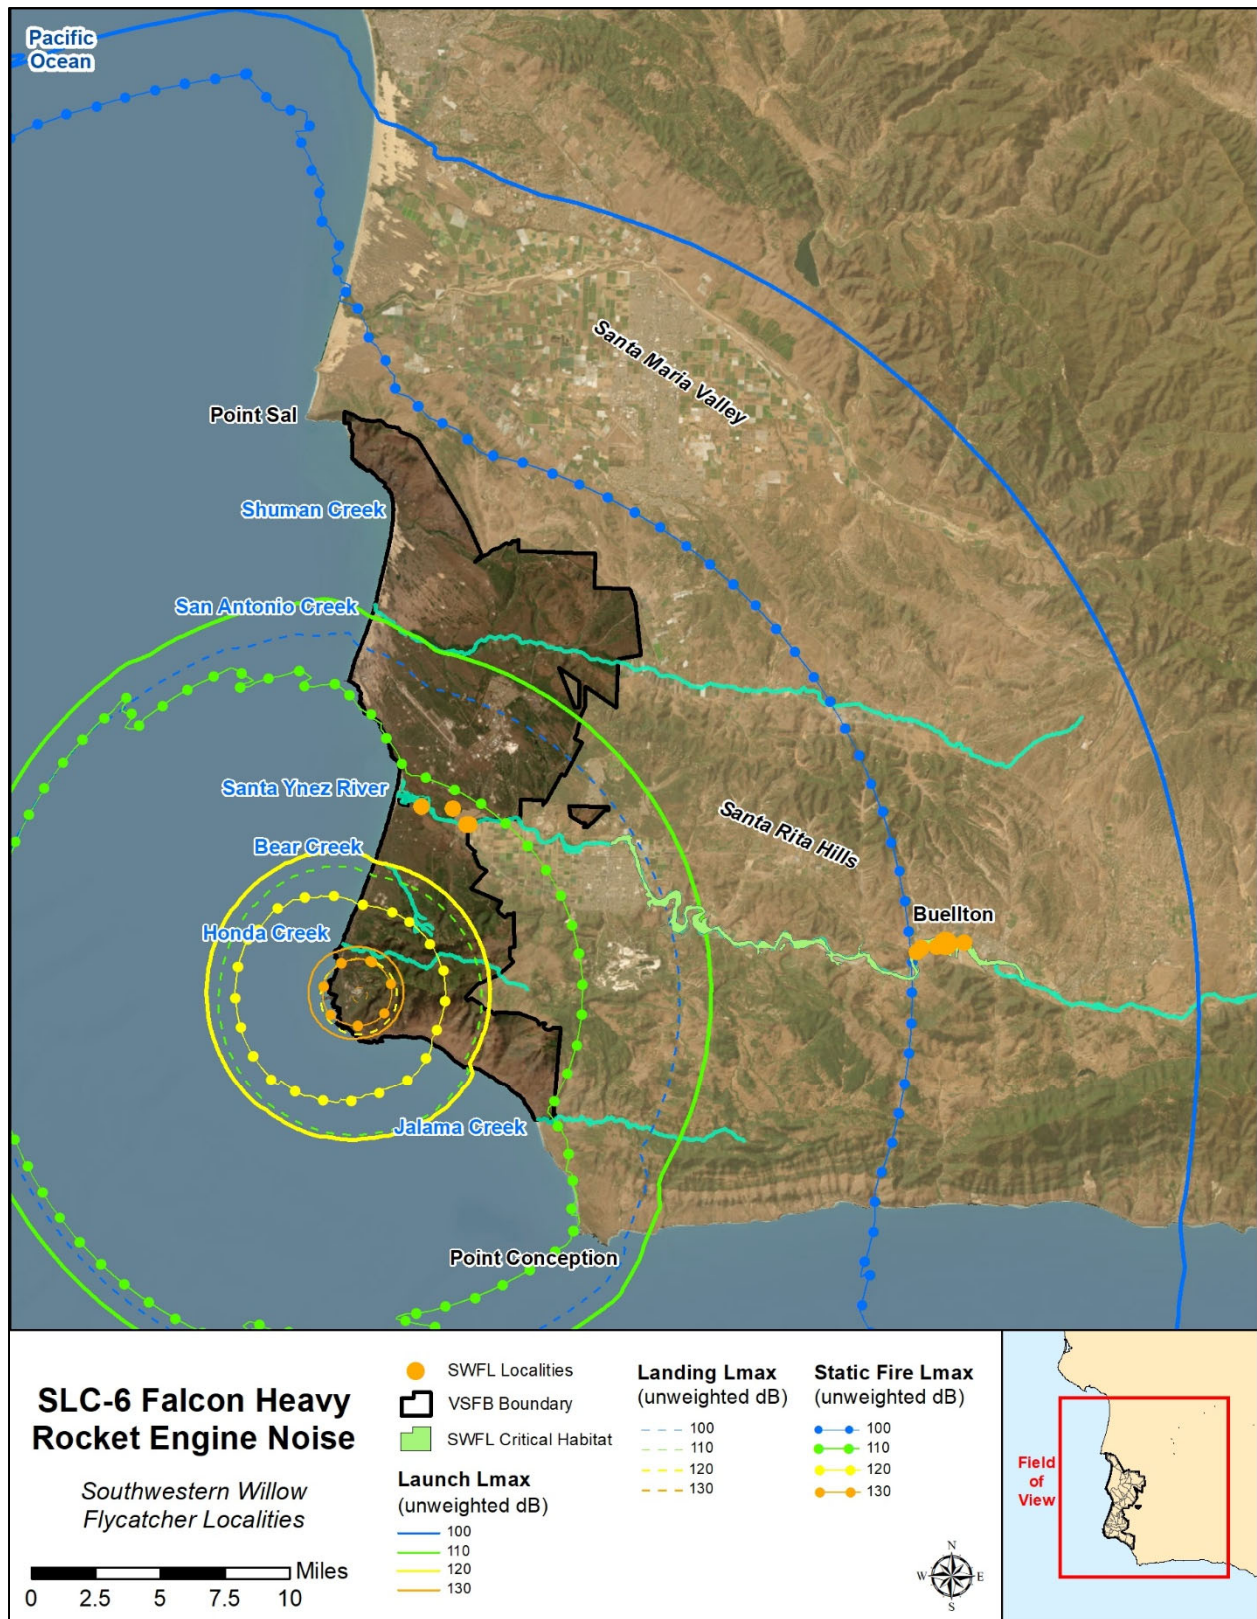 Pacific
Ocean
Santa Maria Valley
Point Sal
Shuman Creek
San Antonio Creek
Santa Ynez River
Santa Rita Hills
Bear Creek
Buellton
Honda Creek
Jalama Creek
Point Conception
SLC-6 Falcon Heavy
Rocket Engine Noise
Southwestern Willow
Flycatcher Localities
Miles
0 2.5 5 7.5 10
SWFL Localities
VSFB Boundary
SWFL Critical Habitat
Launch Lmax
(unweighted dB)
100
110
120
130
Landing Lmax
(unweighted dB)
100
110
120
130
Static Fire Lmax
(unweighted dB)
100
110
120
130
N
W E
S
Field
of
View